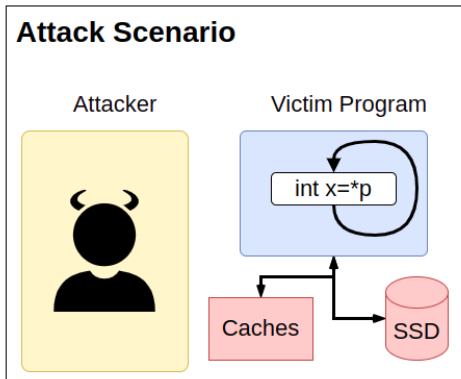 Attack Scenario
Attacker
Victim Program
int x=*p
Caches
SSD